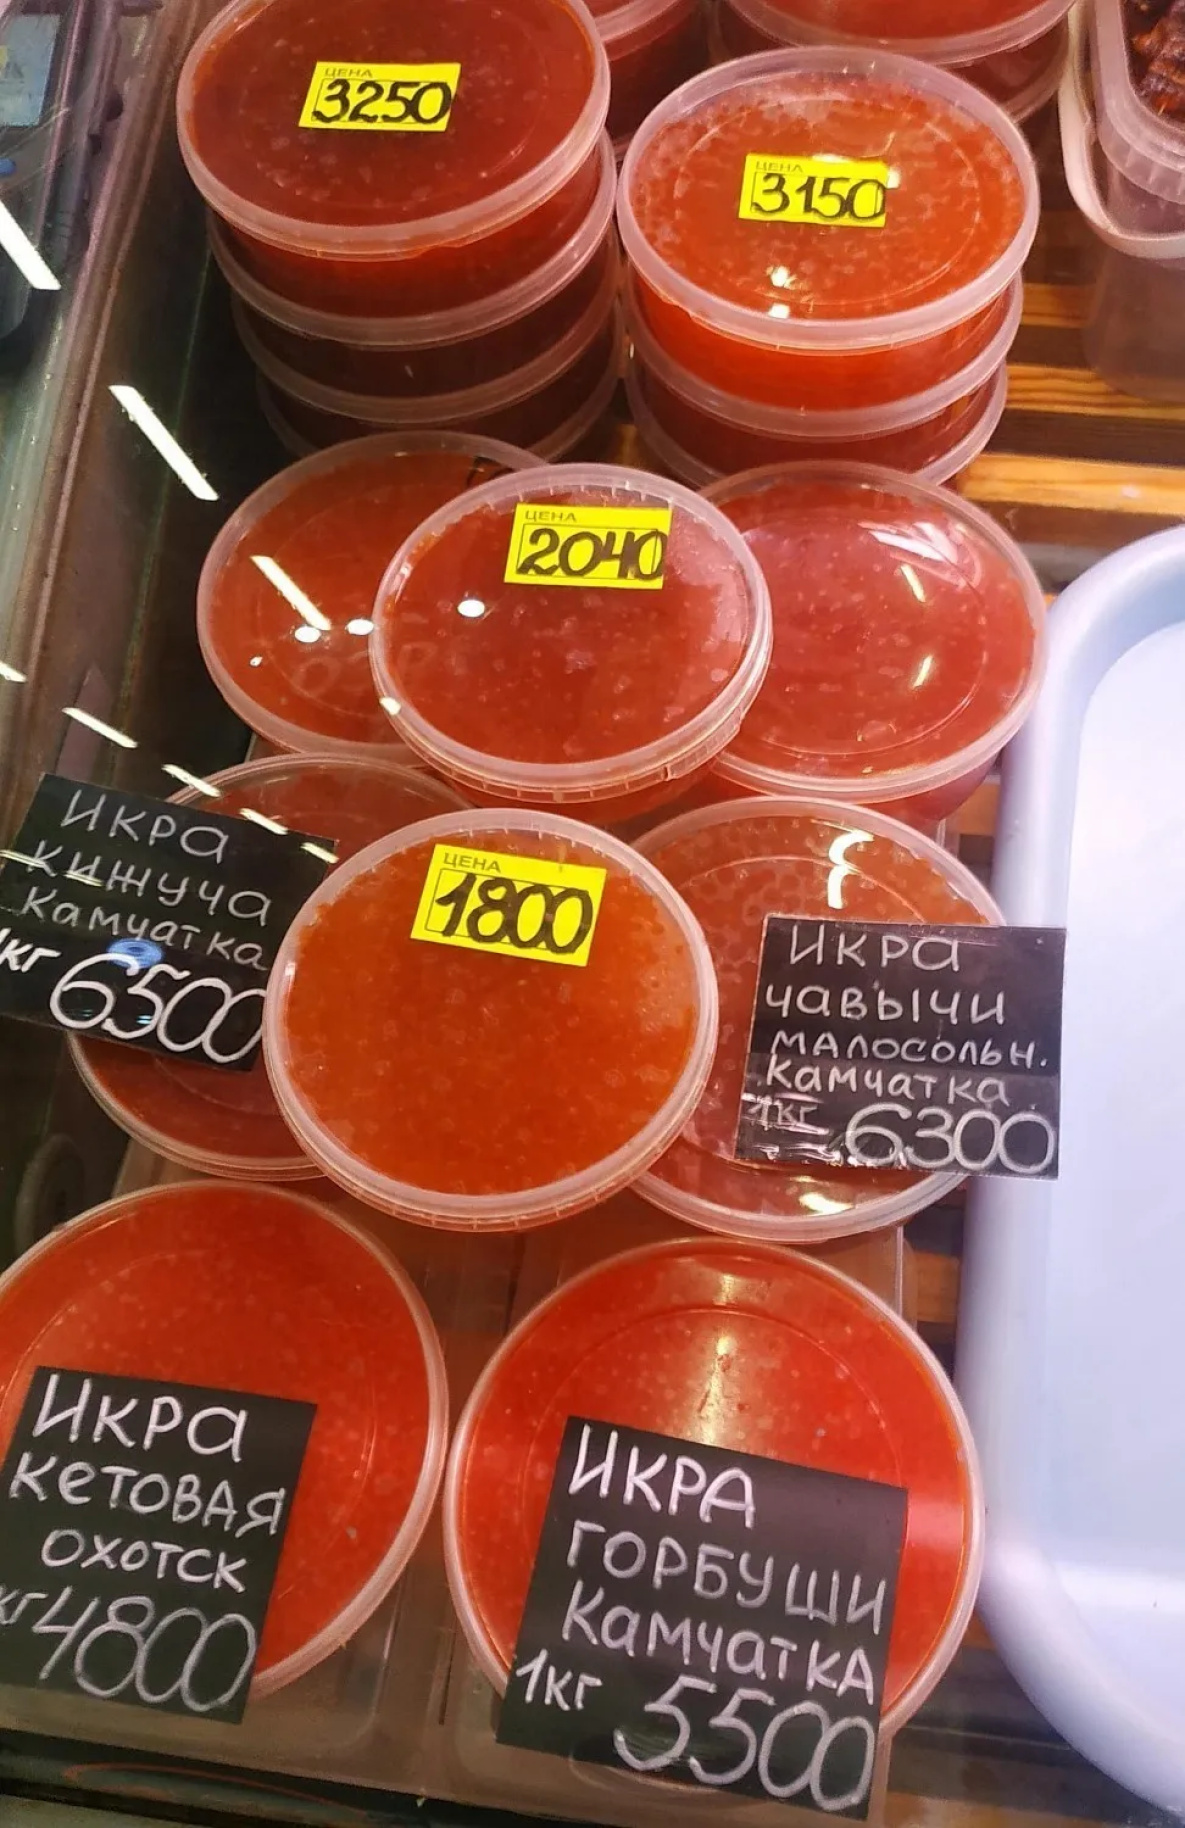 ЦЕНА
3250
ЦЕНА
3150
ЦЕНА
2040
ИКРА
КИЖУЧА
Камчатка
1кг 6500
ЦЕНА
1800
ИКРА
ЧАВЫЧИ
МАЛОСОЛЬН.
Камчатка
1кг 6300
ИКРА
КЕТОВАЯ
ОХОТСК
кг 4800
ИКРА
ГОРБУШИ
КамчатКА
1кг 5500